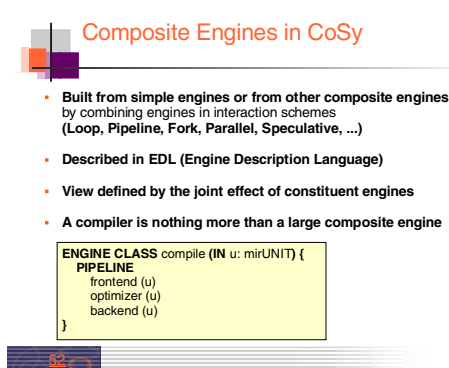 Composite Engines in CoSy
Built from simple engines or from other composite engines
by combining engines in interaction schemes
(Loop, Pipeline, Fork, Parallel, Speculative, ...)
Described in EDL (Engine Description Language)
View defined by the joint effect of constituent engines
A compiler is nothing more than a large composite engine
ENGINE CLASS compile (IN u: mirUNIT) {
PIPELINE
frontend (u)
optimizer (u)
backend (u)
}
52